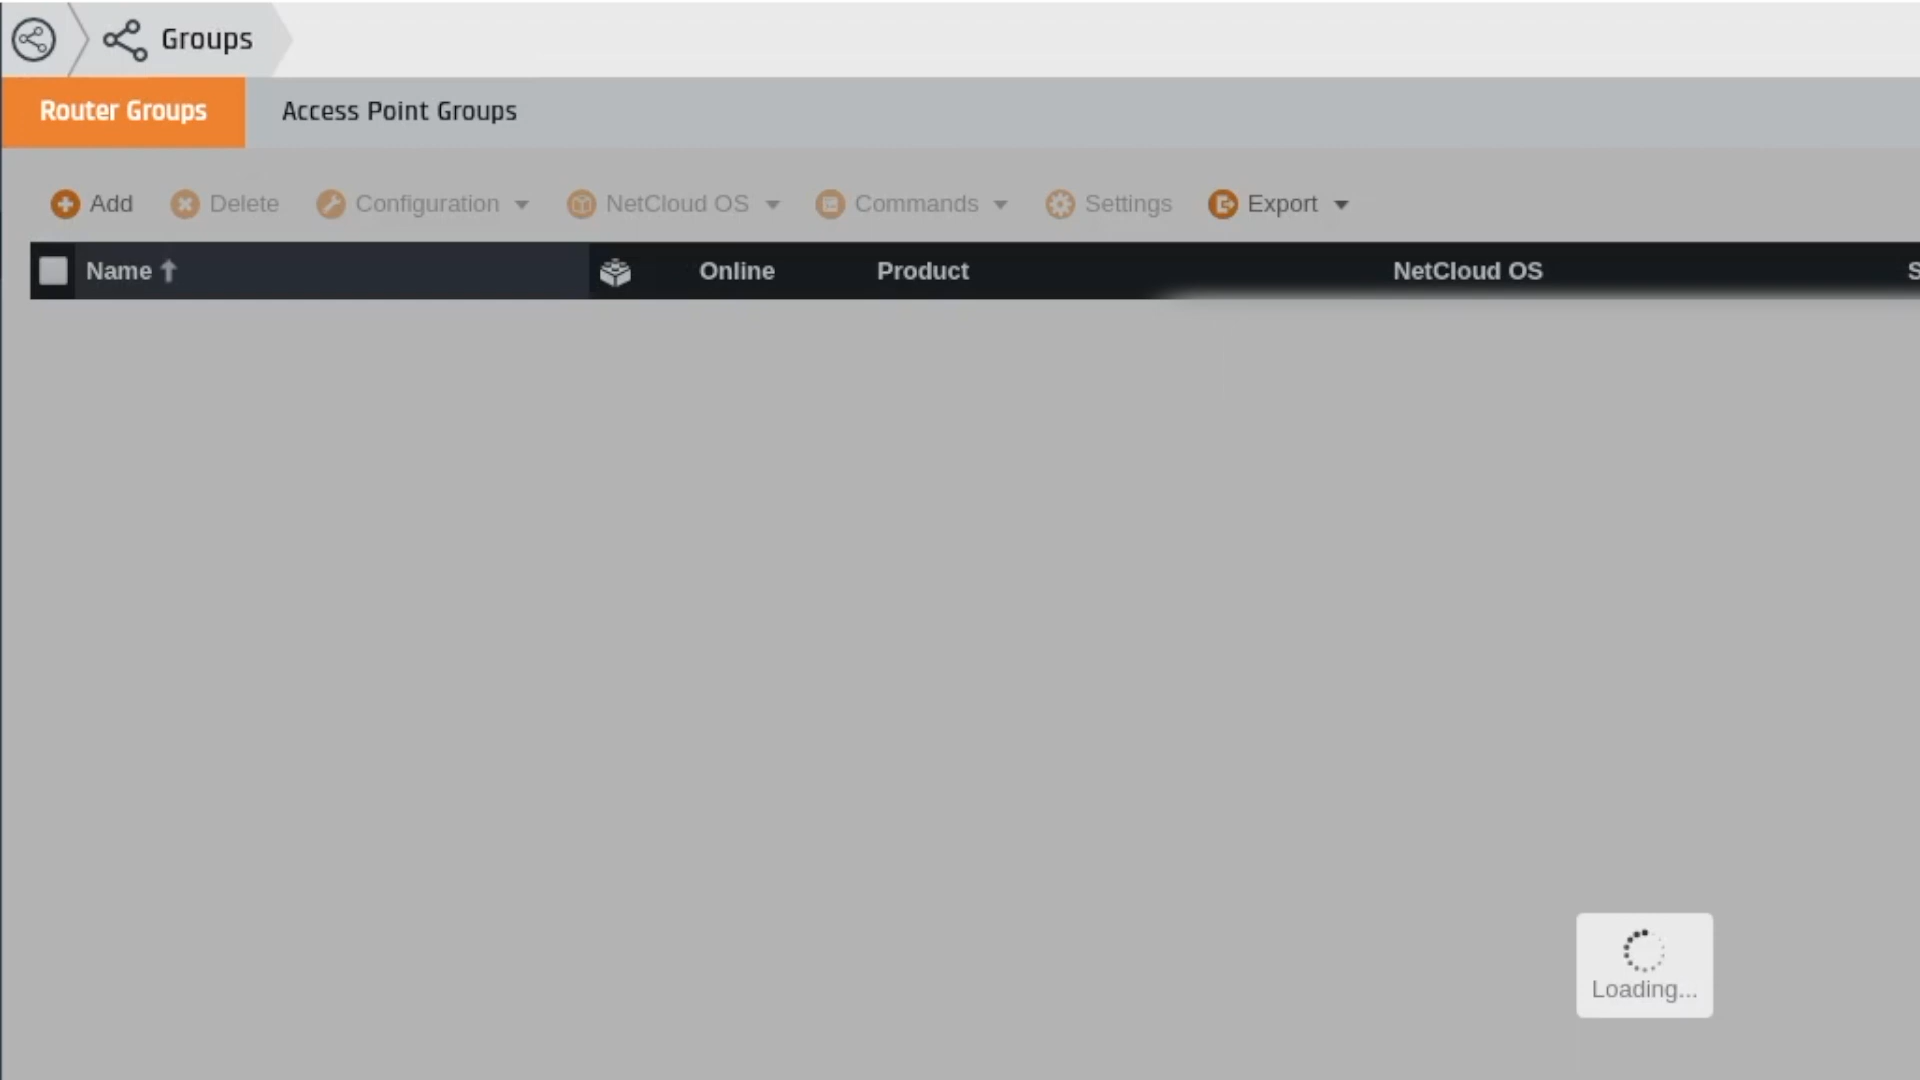 Groups
Router Groups Access Point Groups
Add Delete Configuration NetCloud OS Commands Settings Export
Name Online Product NetCloud OS S
Loading...